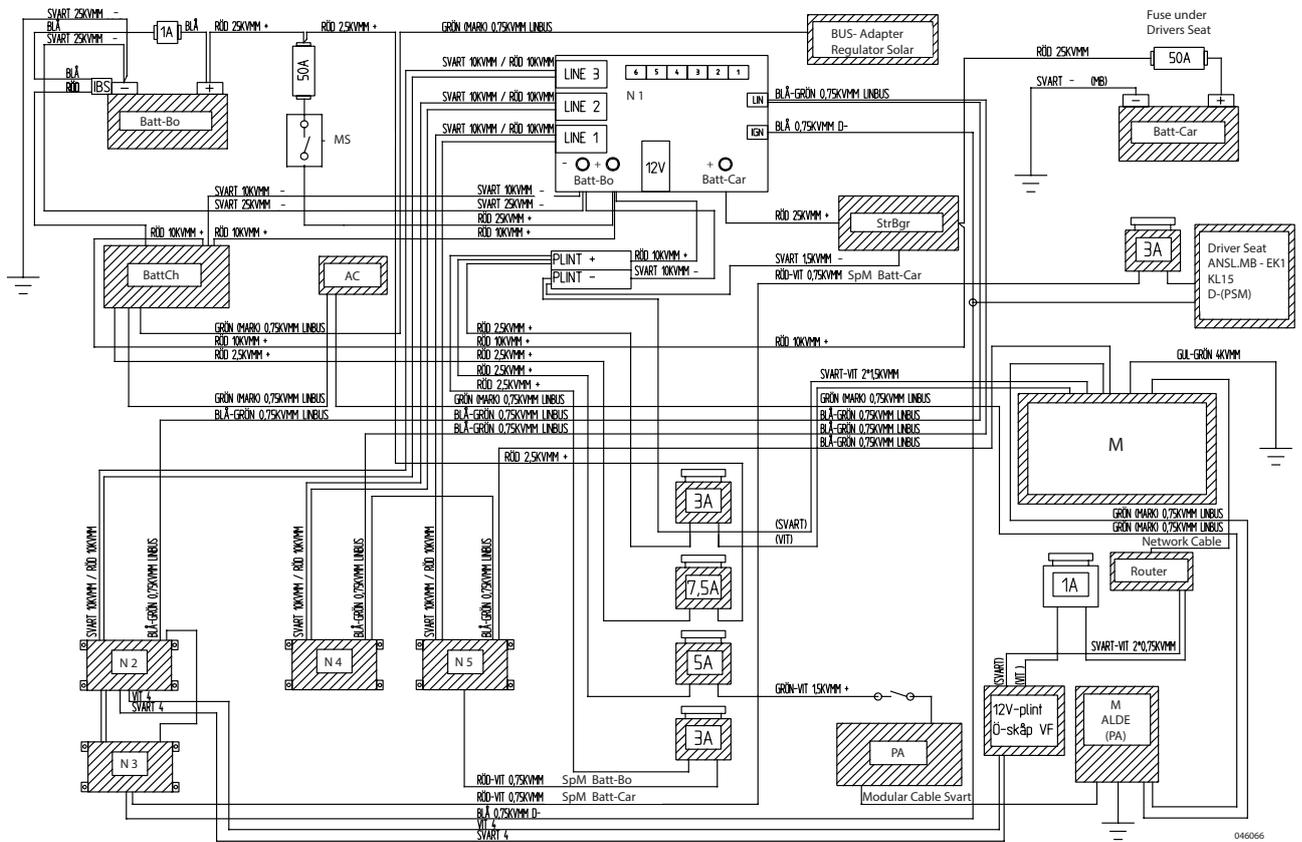 SVART 25KVMM -
BLÅ
1A
BLÅ
SVART 25KVMM -
RÖD 25KVMM +
RÖD 2,5KVMM +
GRÖN (MARK) 0,75KVMM LINBUS
BUS- Adapter
Regulator Solar
Fuse under
Drivers Seat
RÖD 25KVMM
50A
BLÅ
RÖD
IBS
-
+
Batt-Bo
50A
MS
SVART 10KVMM / RÖD 10KVMM
LINE 3
SVART 10KVMM / RÖD 10KVMM
LINE 2
SVART 10KVMM / RÖD 10KVMM
LINE 1
6 5 4 3 2 1
N 1
LIN
BLÅ-GRÖN 0,75KVMM LINBUS
IGN
BLÅ 0,75KVMM D-
- +
Batt-Bo
12V
+
Batt-Car
SVART - (MB)
-
+
Batt-Car
SVART 10KVMM -
SVART 25KVMM -
SVART 10KVMM -
SVART 25KVMM -
RÖD 25KVMM +
RÖD 10KVMM +
RÖD 10KVMM +
RÖD 10KVMM +
BattCh
AC
PLINT +
PLINT -
RÖD 10KVMM +
SVART 10KVMM -
RÖD 25KVMM +
StrBgr
SVART 1,5KVMM -
RÖD-VIT 0,75KVMM SpM Batt-Car
3A
Driver Seat
ANSL.MB - EK1
KL15
D-(PSM)
GRÖN (MARK) 0,75KVMM LINBUS
RÖD 10KVMM +
RÖD 2,5KVMM +
RÖD 2,5KVMM +
RÖD 10KVMM +
RÖD 2,5KVMM +
RÖD 2,5KVMM +
RÖD 2,5KVMM +
RÖD 10KVMM +
GUL-GRÖN 4KVMM
SVART-VIT 2*1,5KVMM
GRÖN (MARK) 0,75KVMM LINBUS
BLÅ-GRÖN 0,75KVMM LINBUS
GRÖN (MARK) 0,75KVMM LINBUS
BLÅ-GRÖN 0,75KVMM LINBUS
BLÅ-GRÖN 0,75KVMM LINBUS
GRÖN (MARK) 0,75KVMM LINBUS
BLÅ-GRÖN 0,75KVMM LINBUS
BLÅ-GRÖN 0,75KVMM LINBUS
BLÅ-GRÖN 0,75KVMM LINBUS
M
RÖD 2,5KVMM +
3A
(SVART)
(VIT)
GRÖN (MARK) 0,75KVMM LINBUS
GRÖN (MARK) 0,75KVMM LINBUS
Network Cable
Router
1A
7,5A
SVART 10KVMM / RÖD 10KVMM
BLÅ-GRÖN 0,75KVMM LINBUS
SVART 10KVMM / RÖD 10KVMM
BLÅ-GRÖN 0,75KVMM LINBUS
SVART 10KVMM / RÖD 10KVMM
BLÅ-GRÖN 0,75KVMM LINBUS
SVART-VIT 2*0,75KVMM
(SVART)
(VIT )
N 2
N 4
N 5
5A
GRÖN-VIT 1,5KVMM +
VIT 4
SVART 4
12V-plint
Ö-skåp VF
M
ALDE
(PA)
3A
PA
N 3
RÖD-VIT 0,75KVMM SpM Batt-Bo
RÖD-VIT 0,75KVMM SpM Batt-Car
Modular Cable Svart
BLÅ 0,75KVMM D-
VIT 4
SVART 4
046066